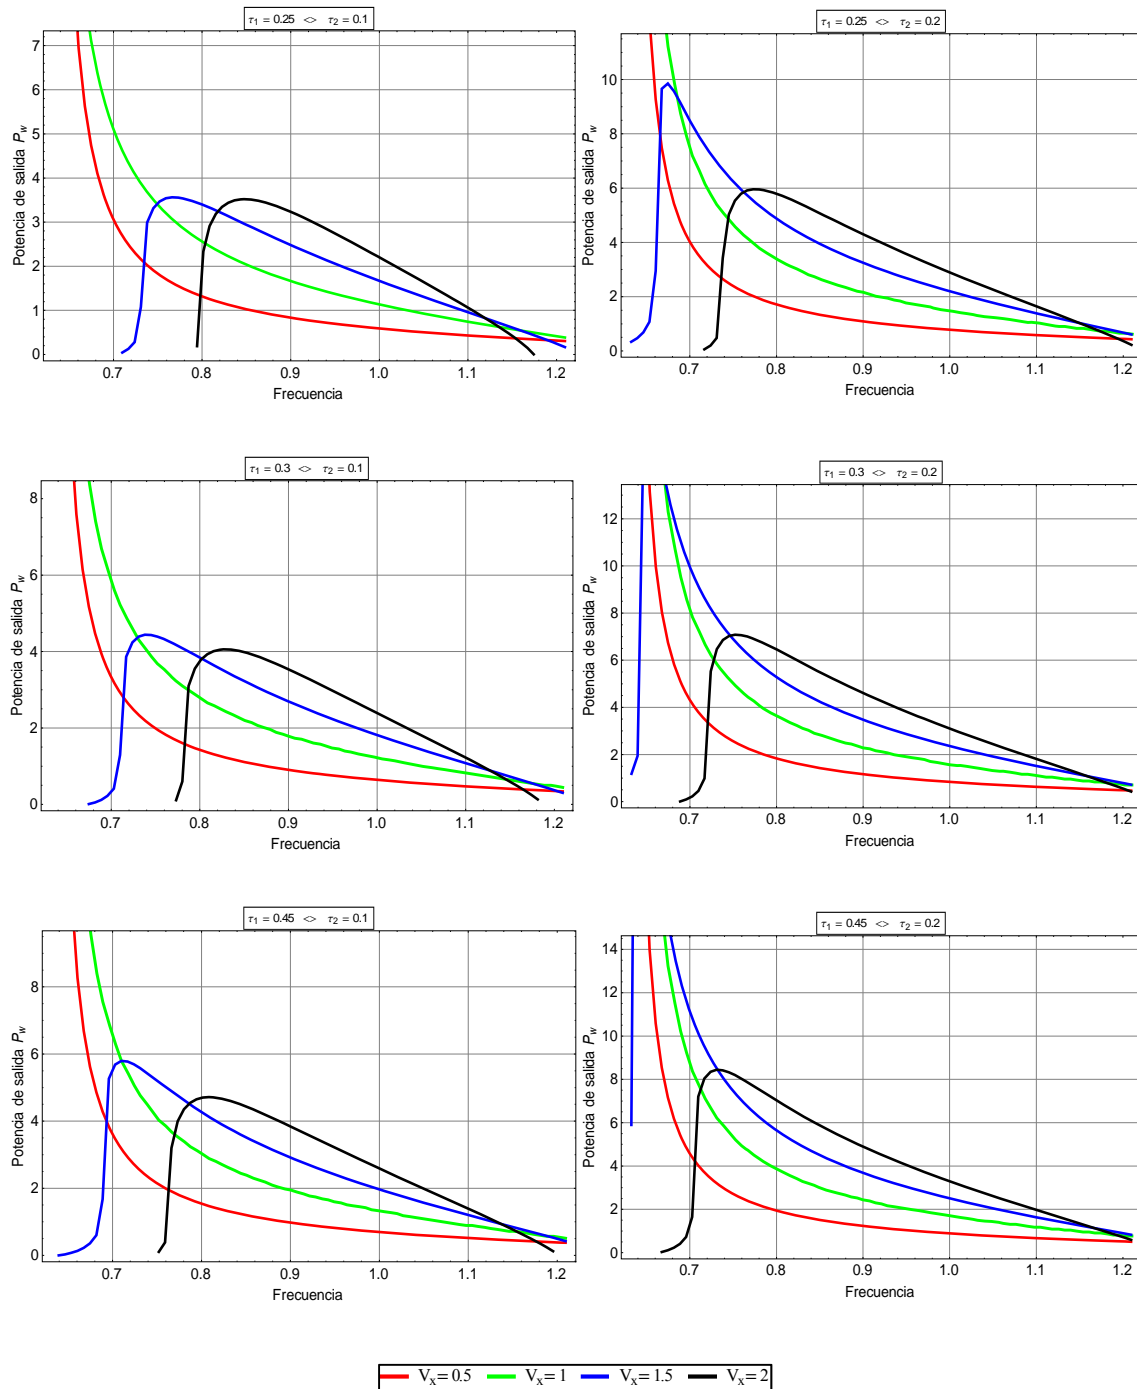 τ1 = 0.25 <> τ2 = 0.1
Potencia de salida Pw
7
6
5
4
3
2
1
0
0.7 0.8 0.9 1.0 1.1 1.2
Frecuencia
τ1 = 0.25 <> τ2 = 0.2
Potencia de salida Pw
10
8
6
4
2
0
0.7 0.8 0.9 1.0 1.1 1.2
Frecuencia
τ1 = 0.3 <> τ2 = 0.1
Potencia de salida Pw
8
6
4
2
0
0.7 0.8 0.9 1.0 1.1 1.2
Frecuencia
τ1 = 0.3 <> τ2 = 0.2
Potencia de salida Pw
12
10
8
6
4
2
0
0.7 0.8 0.9 1.0 1.1 1.2
Frecuencia
τ1 = 0.45 <> τ2 = 0.1
Potencia de salida Pw
8
6
4
2
0
0.7 0.8 0.9 1.0 1.1 1.2
Frecuencia
τ1 = 0.45 <> τ2 = 0.2
Potencia de salida Pw
14
12
10
8
6
4
2
0
0.7 0.8 0.9 1.0 1.1 1.2
Frecuencia
Vx= 0.5 Vx= 1 Vx= 1.5 Vx= 2